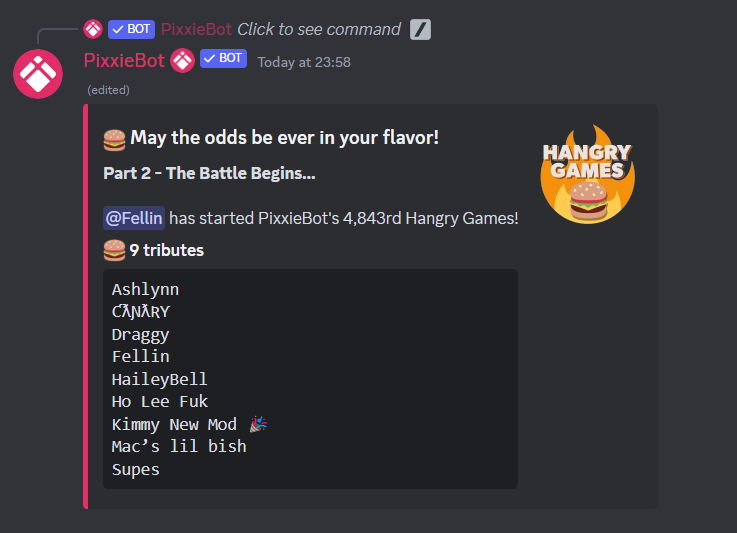 BOT PixxieBot Click to see command
PixxieBot BOT Today at 23:58
(edited)
🍔 May the odds be ever in your flavor!
HANGRY
GAMES
Part 2 - The Battle Begins...
@Fellin has started PixxieBot's 4,843rd Hangry Games!
🍔 9 tributes
Ashlynn
CƛƝƛRY
Draggy
Fellin
HaileyBell
Ho Lee Fuk
Kimmy New Mod 🎉
Mac’s lil bish
Supes